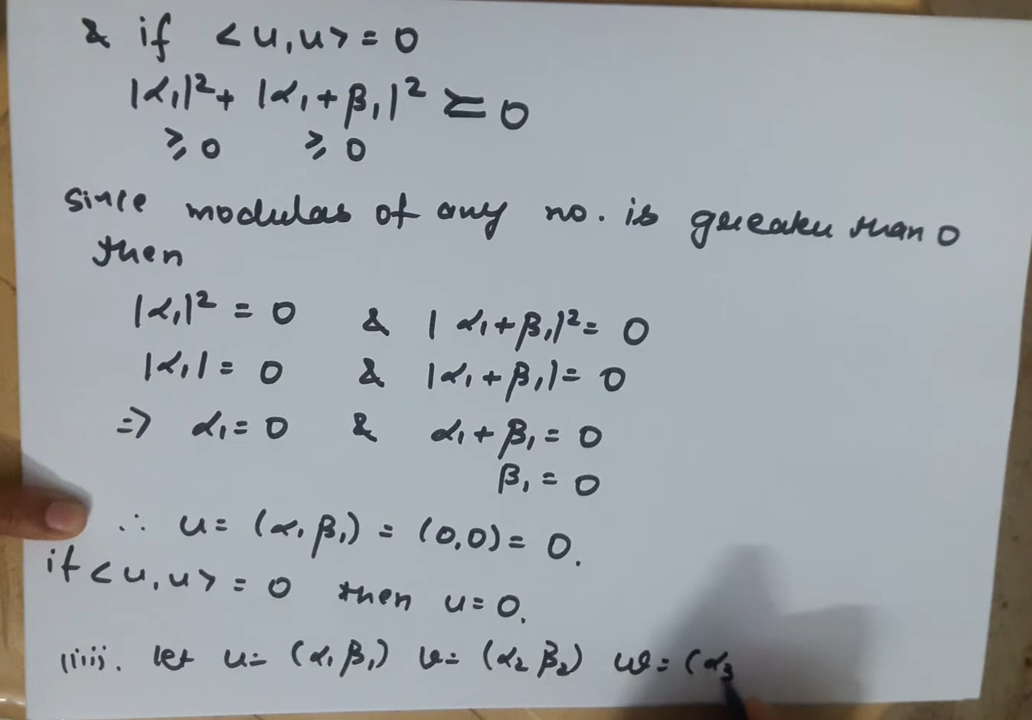 & if <u,u> = 0
|α₁|² + |α₁+β₁|² = 0
≥0 ≥0
since modulas of any no. is greater than 0
then
|α₁|² = 0 & |α₁+β₁|² = 0
|α₁| = 0 & |α₁+β₁| = 0
=> α₁ = 0 & α₁+β₁ = 0
β₁ = 0
∴ u = (α₁ β₁) = (0,0) = 0.
if <u,u> = 0 then u=0.
(iii). let u= (α₁ β₁) v= (α₂ β₂) w= (α₃